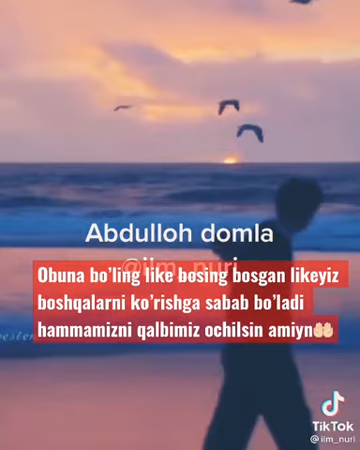 Abdulloh domla
@ilm_nuri
Obuna bo’ling like bosing bosgan likeyiz
boshqalarni ko’rishga sabab bo’ladi
hammamizni qalbimiz ochilsin amiyn🤲🏻
TikTok
@ilm_nuri